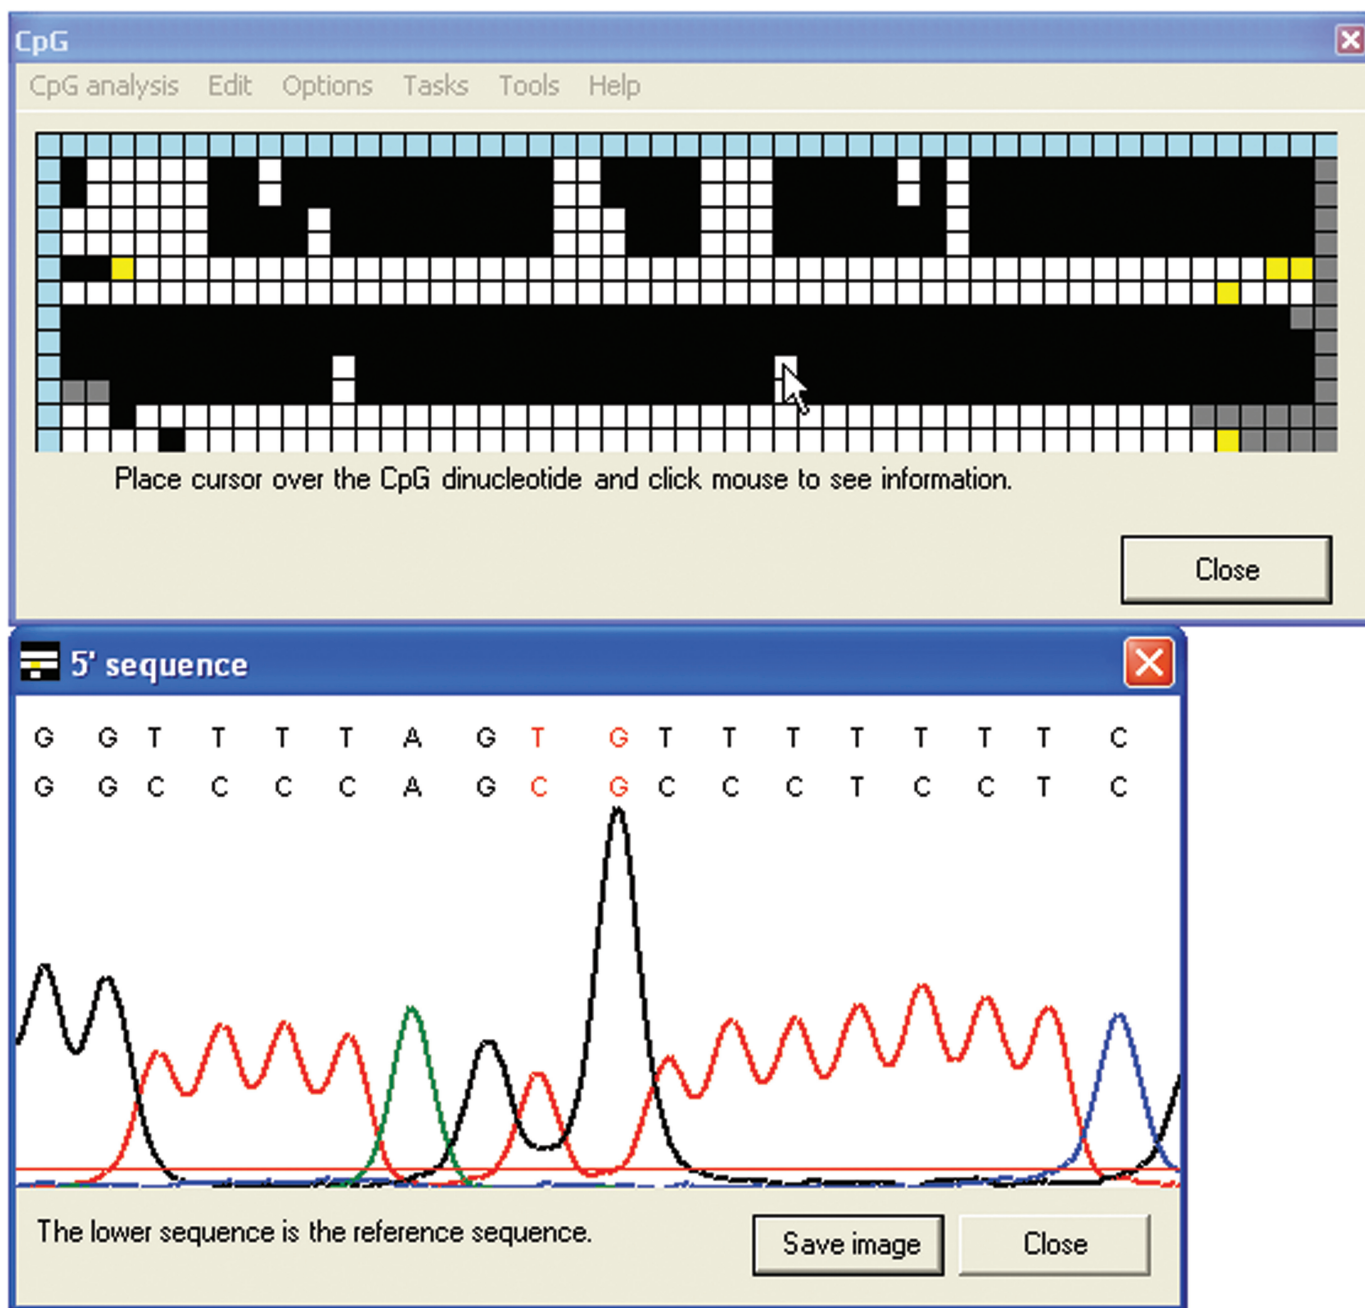 CpG
CpG analysis Edit Options Tasks Tools Help
Place cursor over the CpG dinucleotide and click mouse to see information.
Close
5' sequence
G G T T T T A G T G T T T T T T T C
G G C C C C A G C G C C C T C C T C
The lower sequence is the reference sequence.
Save image Close